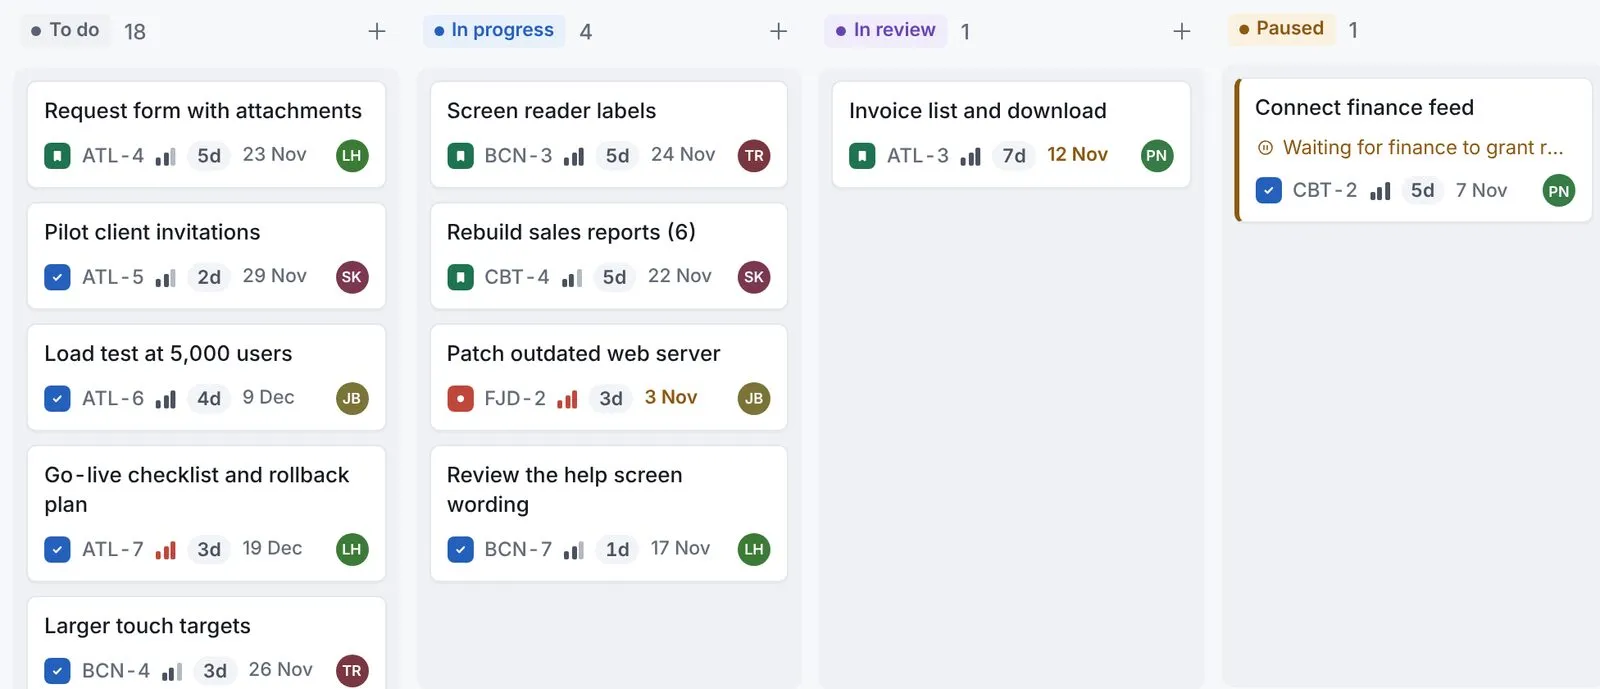 To do 18
Request form with attachments
ATL-4 5d 23 Nov LH
Pilot client invitations
ATL-5 2d 29 Nov SK
Load test at 5,000 users
ATL-6 4d 9 Dec JB
Go-live checklist and rollback
plan
ATL-7 3d 19 Dec LH
Larger touch targets
BCN-4 3d 26 Nov TR
In progress 4
Screen reader labels
BCN-3 5d 24 Nov TR
Rebuild sales reports (6)
CBT-4 5d 22 Nov SK
Patch outdated web server
FJD-2 3d 3 Nov JB
Review the help screen
wording
BCN-7 1d 17 Nov LH
In review 1
Invoice list and download
ATL-3 7d 12 Nov PN
Paused 1
Connect finance feed
Waiting for finance to grant r...
CBT-2 5d 7 Nov PN